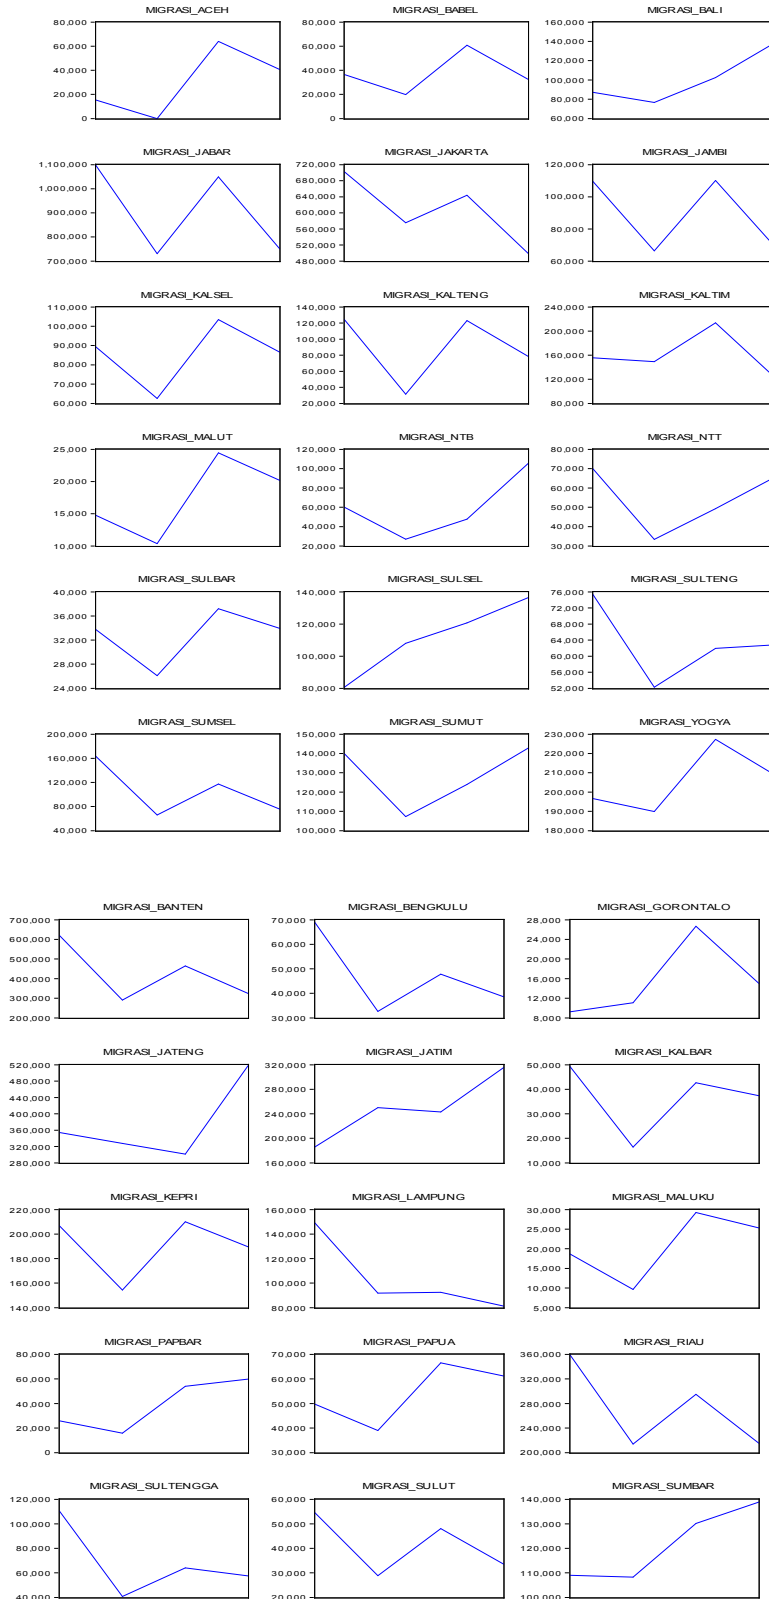 MIGRASI_ACEH MIGRASI_BABEL MIGRASI_BALI
80,000 80,000 160,000
60,000 60,000 140,000
40,000 40,000 120,000
20,000 20,000 100,000
0 0 80,000
60,000
MIGRASI_JABAR MIGRASI_JAKARTA MIGRASI_JAMBI
1,100,000 720,000 120,000
1,000,000 680,000 100,000
900,000 640,000 80,000
800,000 600,000 60,000
700,000 560,000
520,000
480,000
MIGRASI_KALSEL MIGRASI_KALTENG MIGRASI_KALTIM
110,000 140,000 240,000
100,000 120,000 200,000
90,000 100,000 160,000
80,000 80,000 120,000
70,000 60,000 80,000
60,000 40,000
20,000
MIGRASI_MALUT MIGRASI_NTB MIGRASI_NTT
25,000 120,000 80,000
20,000 100,000 70,000
15,000 80,000 60,000
10,000 60,000 50,000
40,000 40,000
20,000 30,000
MIGRASI_SULBAR MIGRASI_SULSEL MIGRASI_SULTENG
40,000 140,000 76,000
36,000 120,000 72,000
32,000 100,000 68,000
28,000 80,000 64,000
24,000 60,000
56,000
52,000
MIGRASI_SUMSEL MIGRASI_SUMUT MIGRASI_YOGYA
200,000 150,000 230,000
160,000 140,000 220,000
120,000 130,000 210,000
80,000 120,000 200,000
40,000 110,000 190,000
100,000 180,000
MIGRASI_BANTEN MIGRASI_BENGKULU MIGRASI_GORONTALO
700,000 70,000 28,000
600,000 60,000 24,000
500,000 50,000 20,000
400,000 40,000 16,000
300,000 30,000 12,000
200,000 8,000
MIGRASI_JATENG MIGRASI_JATIM MIGRASI_KALBAR
520,000 320,000 50,000
480,000 280,000 40,000
440,000 240,000 30,000
400,000 200,000 20,000
360,000 160,000 10,000
320,000
280,000
MIGRASI_KEPRI MIGRASI_LAMPUNG MIGRASI_MALUKU
220,000 160,000 30,000
200,000 140,000 25,000
180,000 120,000 20,000
160,000 100,000 15,000
140,000 80,000 10,000
5,000
MIGRASI_PAPBAR MIGRASI_PAPUA MIGRASI_RIAU
80,000 70,000 360,000
60,000 60,000 320,000
40,000 50,000 280,000
20,000 40,000 240,000
0 30,000 200,000
MIGRASI_SULTENGGA MIGRASI_SULUT MIGRASI_SUMBAR
120,000 60,000 140,000
100,000 50,000 130,000
80,000 40,000 120,000
60,000 30,000 110,000
40,000 20,000 100,000